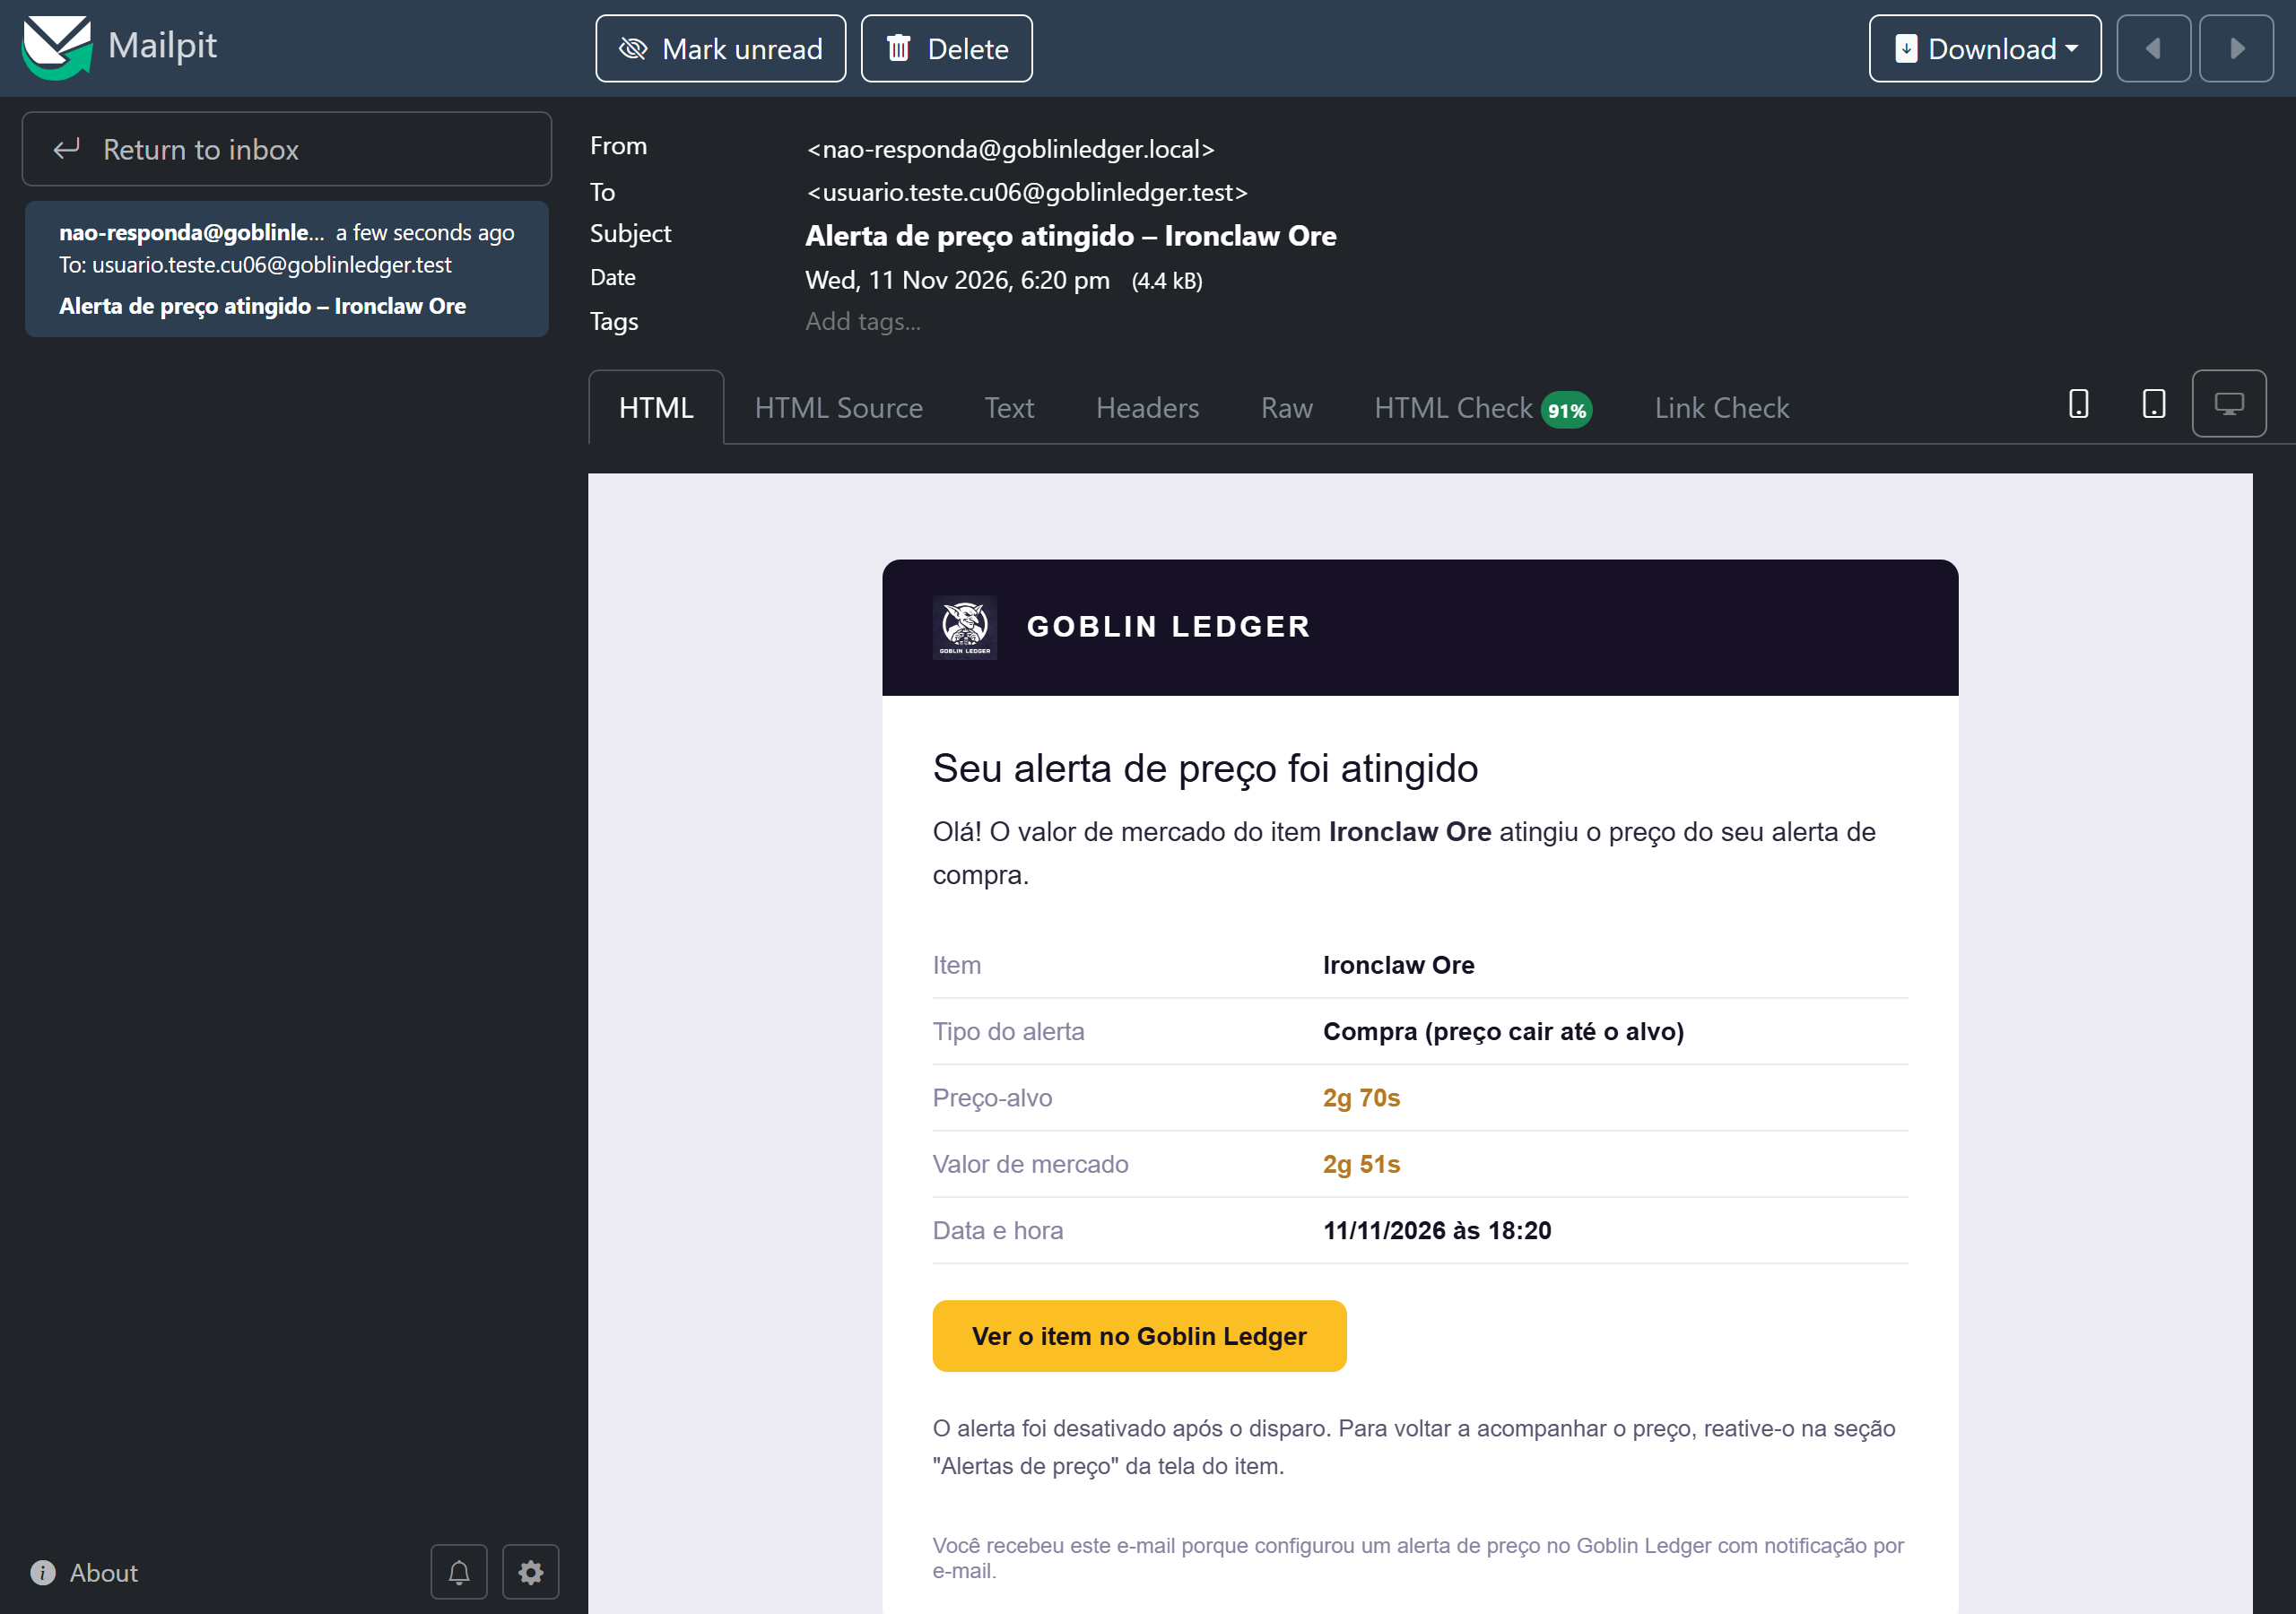 Mailpit
Mark unread
Delete
Download
Return to inbox
nao-responda@goblinle... a few seconds ago
To: usuario.teste.cu06@goblinledger.test
Alerta de preço atingido – Ironclaw Ore
From <nao-responda@goblinledger.local>
To <usuario.teste.cu06@goblinledger.test>
Subject Alerta de preço atingido – Ironclaw Ore
Date Wed, 11 Nov 2026, 6:20 pm (4.4 kB)
Tags Add tags...
HTML HTML Source Text Headers Raw HTML Check 91% Link Check
GOBLIN LEDGER
GOBLIN LEDGER
Seu alerta de preço foi atingido
Olá! O valor de mercado do item Ironclaw Ore atingiu o preço do seu alerta de
compra.
Item Ironclaw Ore
Tipo do alerta Compra (preço cair até o alvo)
Preço-alvo 2g 70s
Valor de mercado 2g 51s
Data e hora 11/11/2026 às 18:20
Ver o item no Goblin Ledger
O alerta foi desativado após o disparo. Para voltar a acompanhar o preço, reative-o na seção
"Alertas de preço" da tela do item.
Você recebeu este e-mail porque configurou um alerta de preço no Goblin Ledger com notificação por
e-mail.
About